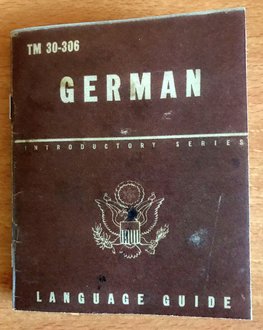 TM 30-306
GERMAN
INTRODUCTORY SERIES
LANGUAGE GUIDE